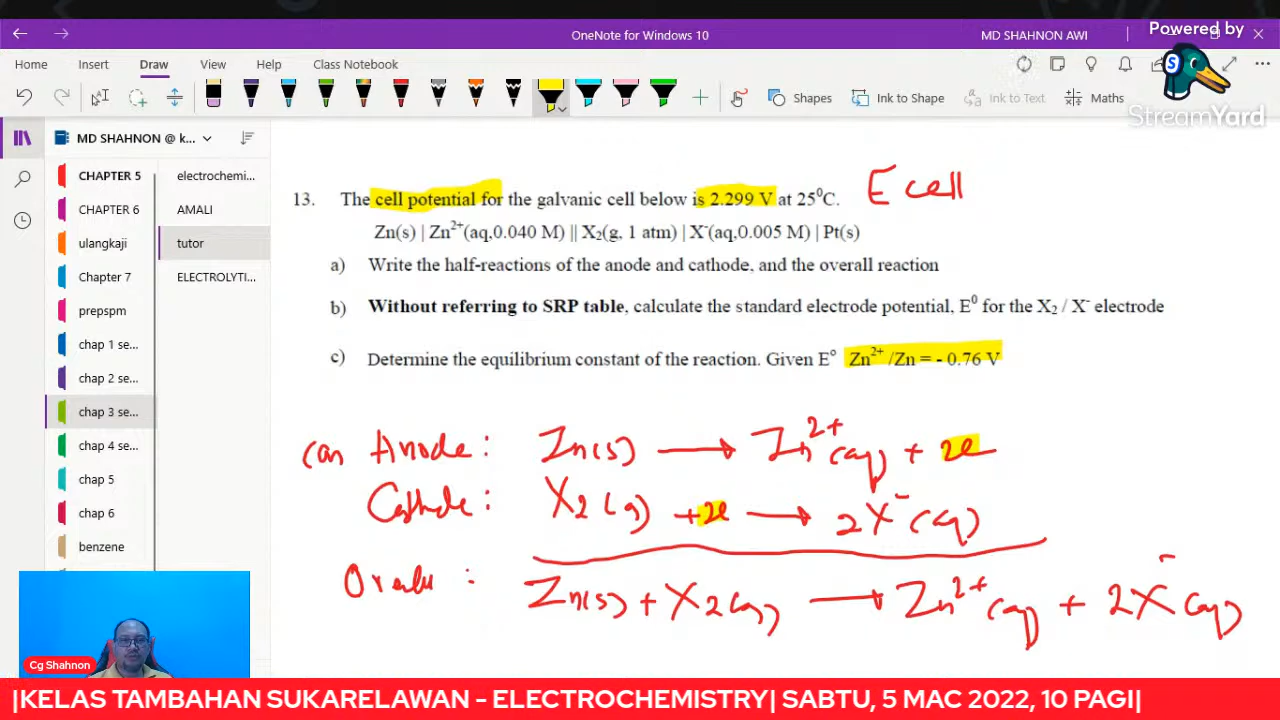 OneNote for Windows 10
MD SHAHNON AWI
Powered by
StreamYard
Home Insert Draw View Help Class Notebook
Shapes Ink to Shape Ink to Text Maths
MD SHAHNON @ k...
CHAPTER 5
CHAPTER 6
ulangkaji
Chapter 7
prepspm
chap 1 se...
chap 2 se...
chap 3 se...
chap 4 se...
chap 5
chap 6
benzene
electrochemi...
AMALI
tutor
ELECTROLYTI...
13. The cell potential for the galvanic cell below is 2.299 V at 25⁰C. E cell
Zn(s) | Zn²⁺(aq,0.040 M) || X₂(g, 1 atm) | X⁻(aq,0.005 M) | Pt(s)
a) Write the half-reactions of the anode and cathode, and the overall reaction
b) Without referring to SRP table, calculate the standard electrode potential, E⁰ for the X₂ / X⁻ electrode
c) Determine the equilibrium constant of the reaction. Given E° Zn²⁺ /Zn = - 0.76 V
Anode : Zn(s) ⟶ Zn²⁺(aq) + 2e
Cathode : X₂(g) + 2e ⟶ 2X⁻(aq)
: Zn(s) + X₂(g) ⟶ Zn²⁺(aq) + 2X⁻(aq)
Cg Shahnon
|KELAS TAMBAHAN SUKARELAWAN - ELECTROCHEMISTRY| SABTU, 5 MAC 2022, 10 PAGI|